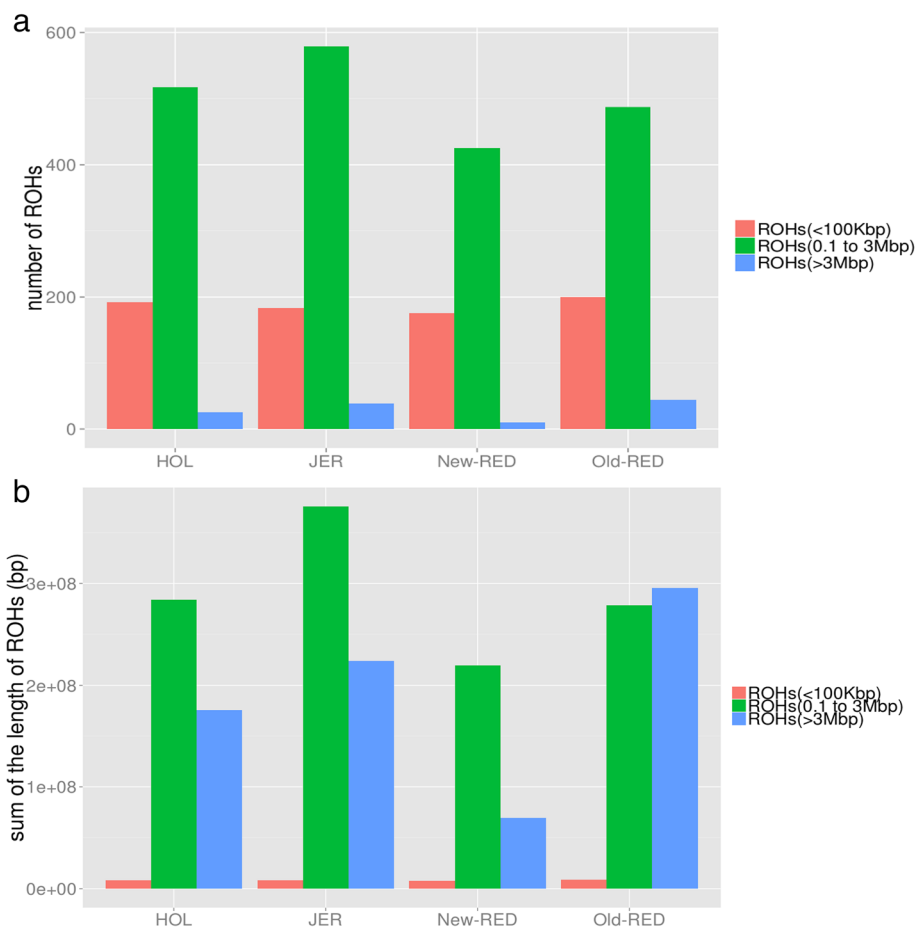 a
600
400
200
0
number of ROHs
HOL JER New-RED Old-RED
ROHs(<100Kbp)
ROHs(0.1 to 3Mbp)
ROHs(>3Mbp)
b
3e+08
2e+08
1e+08
0e+00
sum of the length of ROHs (bp)
HOL JER New-RED Old-RED
ROHs(<100Kbp)
ROHs(0.1 to 3Mbp)
ROHs(>3Mbp)